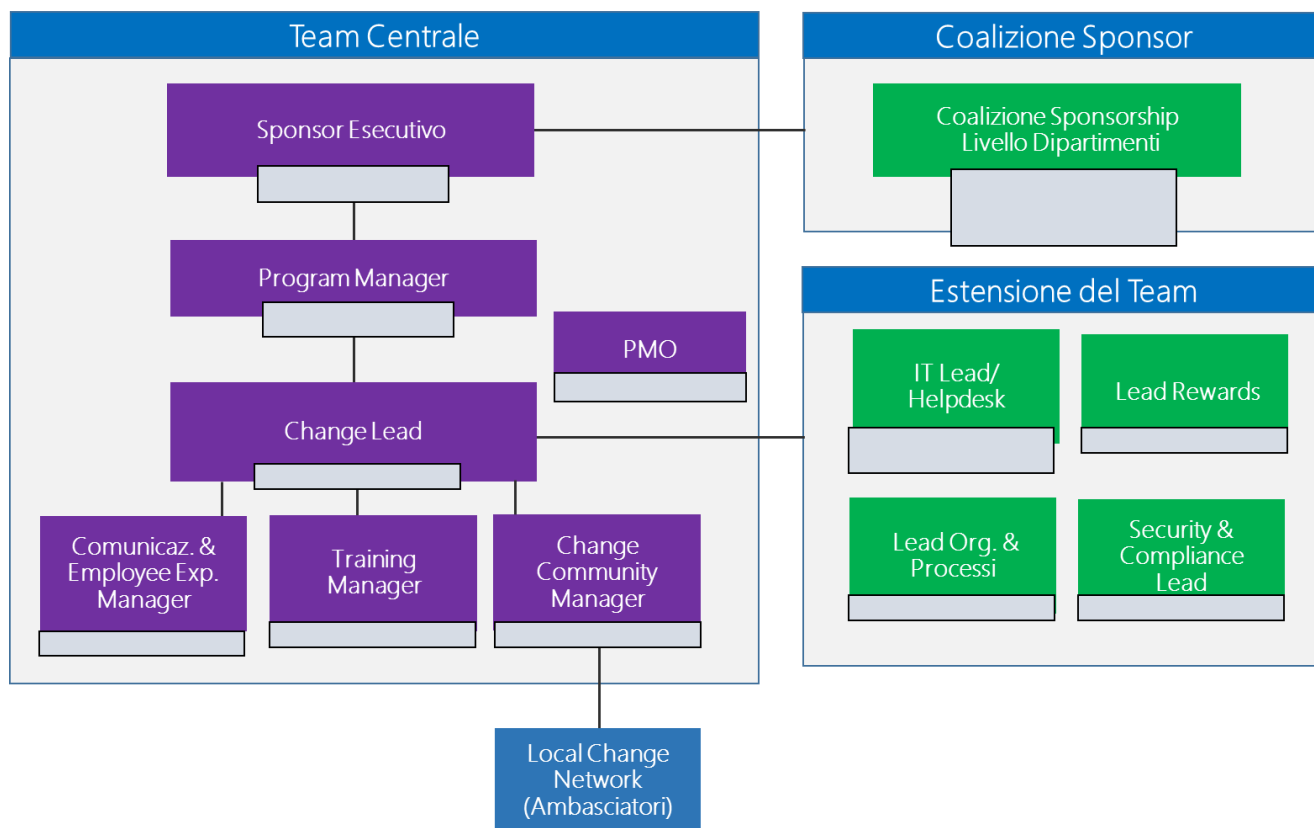 Team Centrale
Sponsor Esecutivo
Program Manager
PMO
Change Lead
Comunicaz. &
Employee Exp.
Manager
Training
Manager
Change
Community
Manager
Local Change
Network
(Ambasciatori)
Coalizione Sponsor
Coalizione Sponsorship
Livello Dipartimenti
Estensione del Team
IT Lead/
Helpdesk
Lead Rewards
Lead Org. &
Processi
Security &
Compliance
Lead